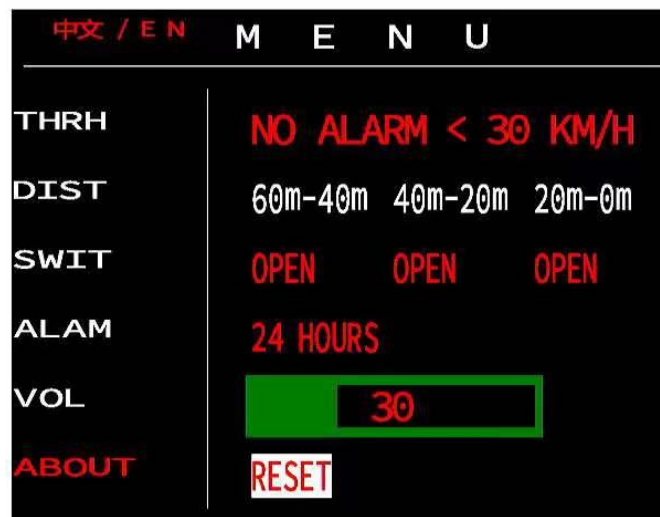 中文 / E N M E N U
THRH NO ALARM < 30 KM/H
DIST 60m-40m 40m-20m 20m-0m
SWIT OPEN OPEN OPEN
ALAM 24 HOURS
VOL 30
ABOUT RESET